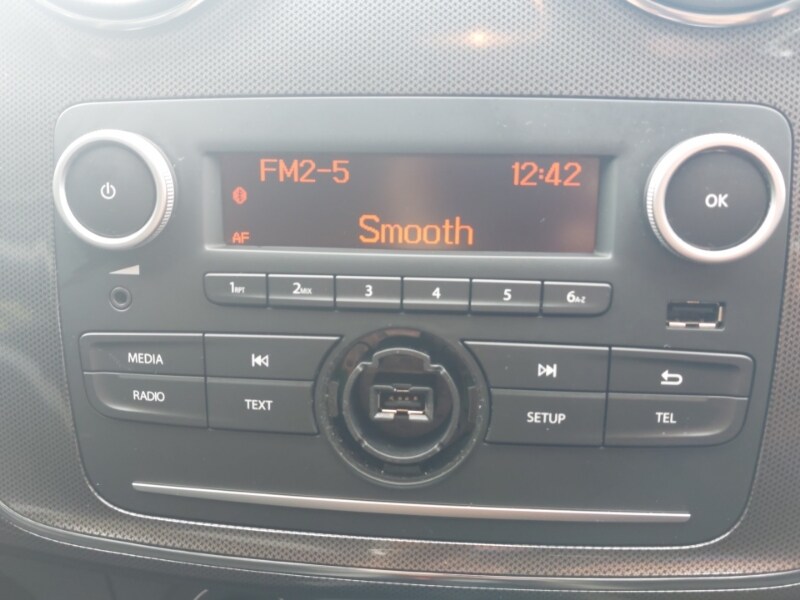 FM2-5 12:42
AF Smooth
OK
1RPT 2MIX 3 4 5 6A-Z
MEDIA
RADIO TEXT SETUP TEL